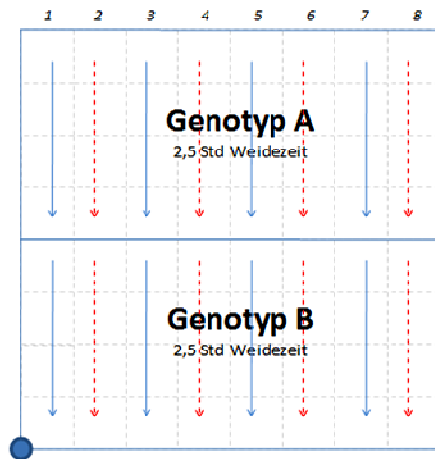 1 2 3 4 5 6 7 8
Genotyp A
2,5 Std Weidezeit
Genotyp B
2,5 Std Weidezeit